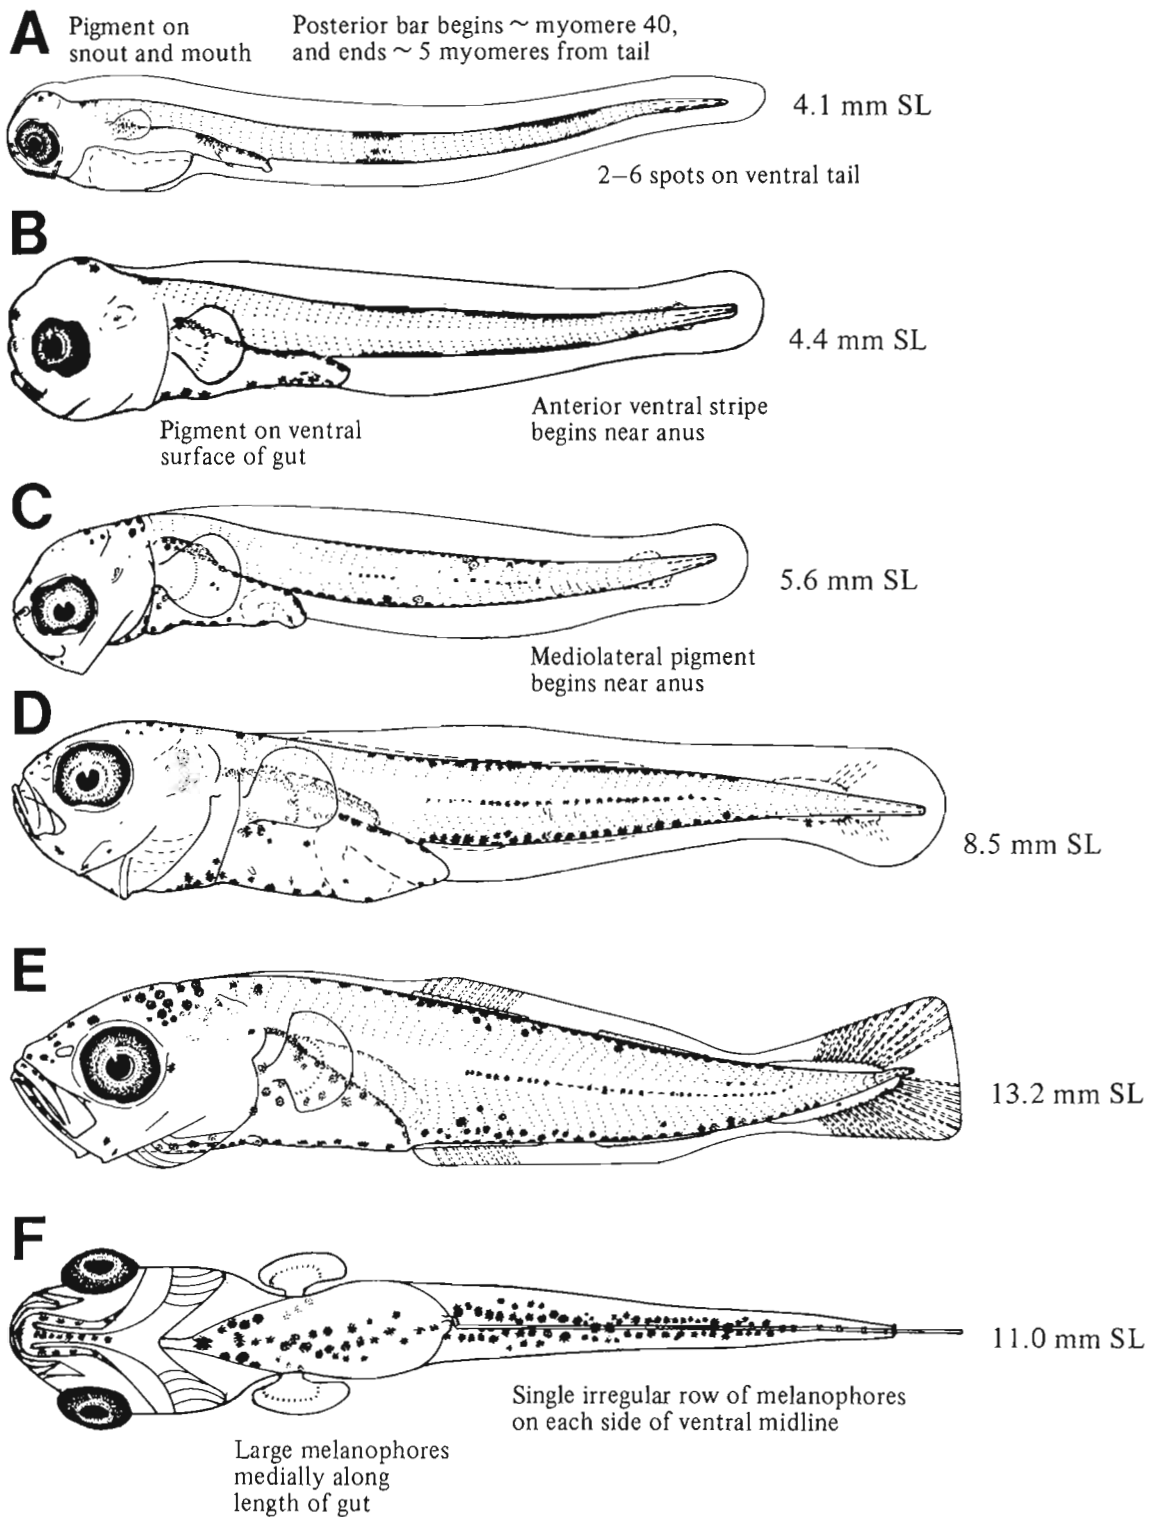 A
Pigment on
snout and mouth
Posterior bar begins ~ myomere 40,
and ends ~ 5 myomeres from tail
4.1 mm SL
2–6 spots on ventral tail
B
4.4 mm SL
Anterior ventral stripe
begins near anus
Pigment on ventral
surface of gut
C
5.6 mm SL
Mediolateral pigment
begins near anus
D
8.5 mm SL
E
13.2 mm SL
F
11.0 mm SL
Single irregular row of melanophores
on each side of ventral midline
Large melanophores
medially along
length of gut